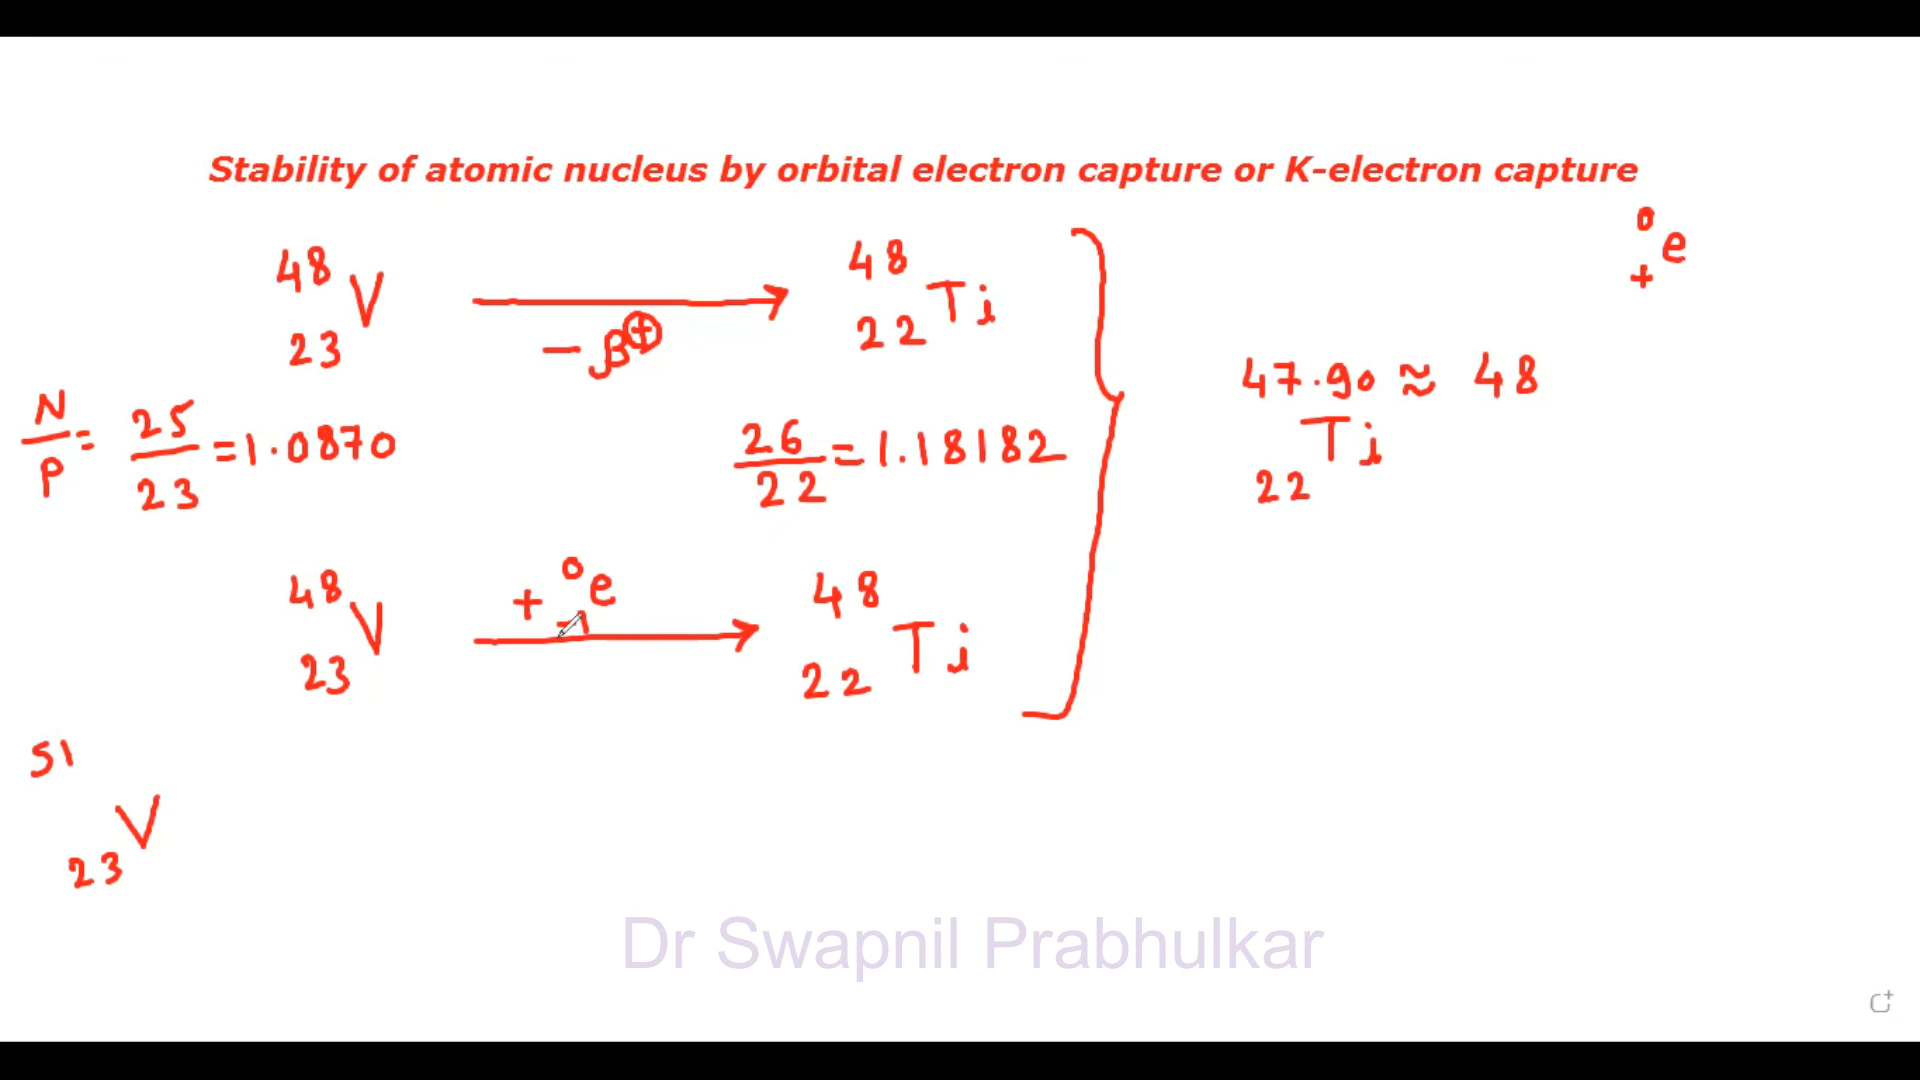 Stability of atomic nucleus by orbital electron capture or K-electron capture
0
e
+
48
V
23
- β+
48
Ti
22
47.90 ≈ 48
Ti
22
N/P = 25/23 = 1.0870
26/22 = 1.18182
48
V
23
+ 0
e
-1
48
Ti
22
51
V
23
Dr Swapnil Prabhulkar